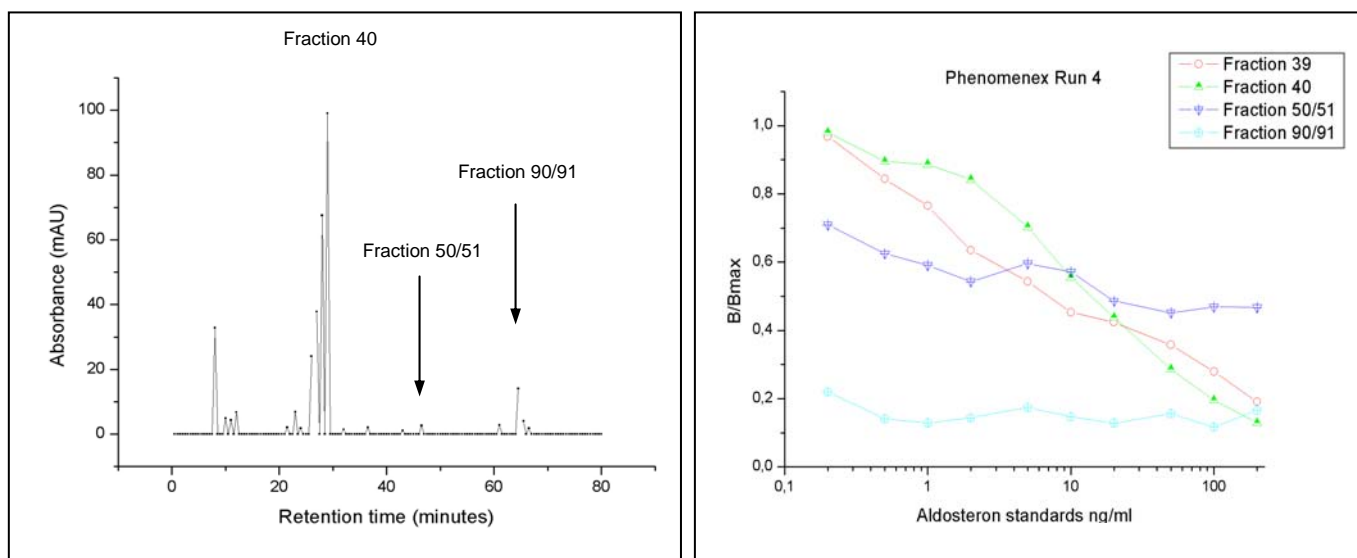 Fraction 40
Fraction 90/91
Fraction 50/51
Absorbance (mAU)
100
80
60
40
20
0
0 20 40 60 80
Retention time (minutes)
Phenomenex Run 4
Fraction 39
Fraction 40
Fraction 50/51
Fraction 90/91
B/Bmax
1,0
0,8
0,6
0,4
0,2
0,0
0,1 1 10 100
Aldosteron standards ng/ml